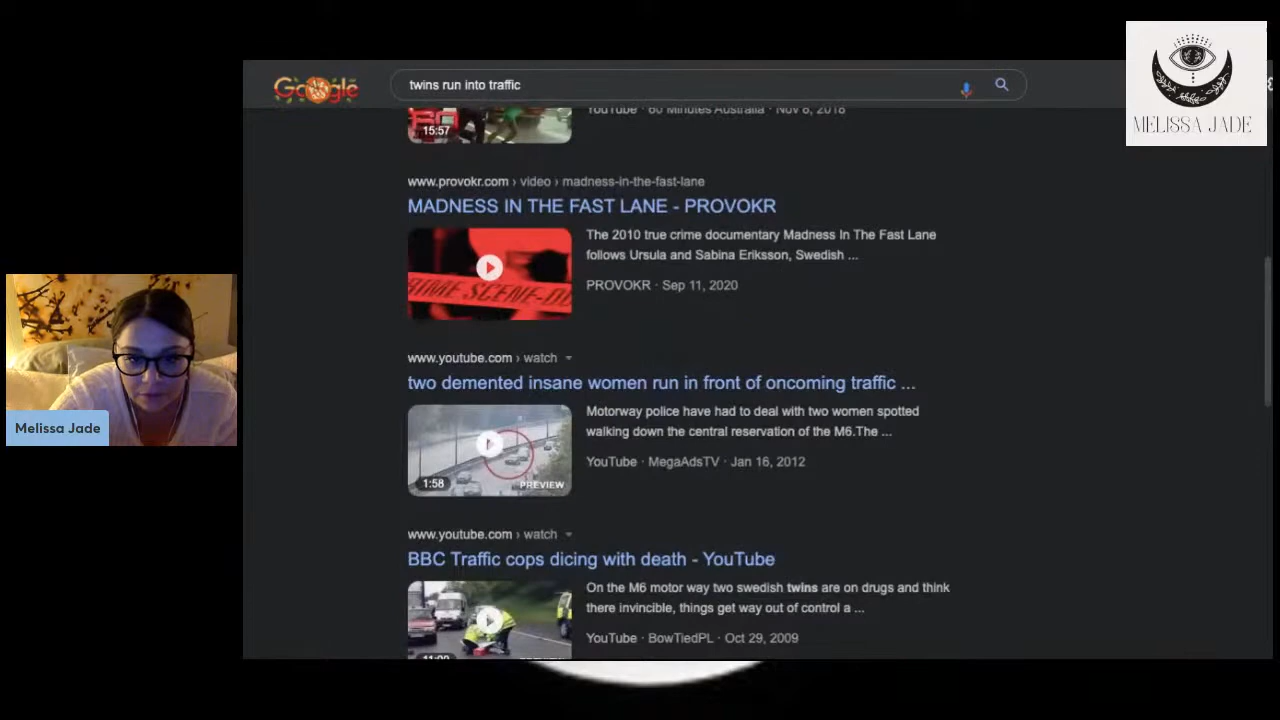 Google
twins run into traffic
MELISSA JADE
15:57
YouTube · 60 Minutes Australia · Nov 8, 2018
www.provokr.com › video › madness-in-the-fast-lane
MADNESS IN THE FAST LANE - PROVOKR
The 2010 true crime documentary Madness In The Fast Lane
follows Ursula and Sabina Eriksson, Swedish ...
CRIME SCENE-DO
PROVOKR · Sep 11, 2020
www.youtube.com › watch
two demented insane women run in front of oncoming traffic ...
Motorway police have had to deal with two women spotted
walking down the central reservation of the M6.The ...
YouTube · MegaAdsTV · Jan 16, 2012
1:58
PREVIEW
Melissa Jade
www.youtube.com › watch
BBC Traffic cops dicing with death - YouTube
On the M6 motor way two swedish twins are on drugs and think
there invincible, things get way out of control a ...
YouTube · BowTiedPL · Oct 29, 2009